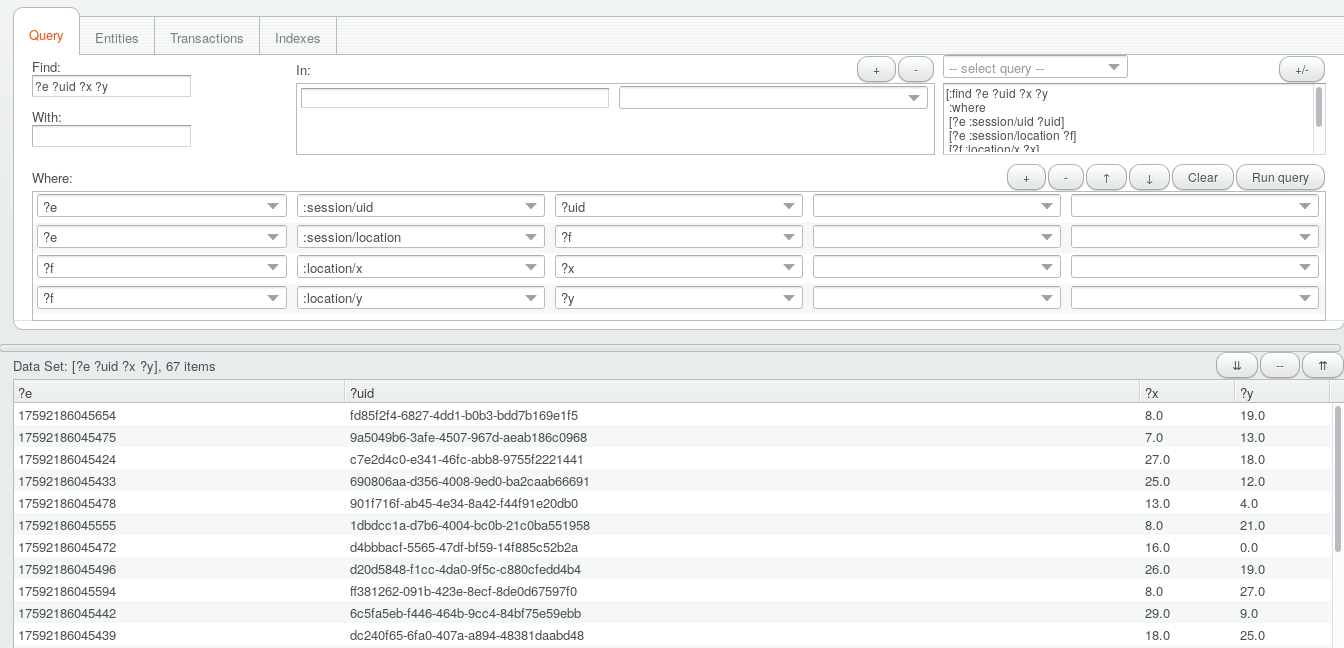 Query Entities Transactions Indexes
Find:
?e ?uid ?x ?y
With:
In:
+ -
-- select query --
+/-
[:find ?e ?uid ?x ?y
:where
[?e :session/uid ?uid]
[?e :session/location ?f]
[?f :location/x ?x]
Where:
+ - ↑ ↓ Clear Run query
?e :session/uid ?uid
?e :session/location ?f
?f :location/x ?x
?f :location/y ?y
Data Set: [?e ?uid ?x ?y], 67 items
⇊ -- ⇈
?e ?uid ?x ?y
17592186045654 fd85f2f4-6827-4dd1-b0b3-bdd7b169e1f5 8.0 19.0
17592186045475 9a5049b6-3afe-4507-967d-aeab186c0968 7.0 13.0
17592186045424 c7e2d4c0-e341-46fc-abb8-9755f2221441 27.0 18.0
17592186045433 690806aa-d356-4008-9ed0-ba2caab66691 25.0 12.0
17592186045478 901f716f-ab45-4e34-8a42-f44f91e20db0 13.0 4.0
17592186045555 1dbdcc1a-d7b6-4004-bc0b-21c0ba551958 8.0 21.0
17592186045472 d4bbbacf-5565-47df-bf59-14f885c52b2a 16.0 0.0
17592186045496 d20d5848-f1cc-4da0-9f5c-c880cfedd4b4 26.0 19.0
17592186045594 ff381262-091b-423e-8ecf-8de0d67597f0 8.0 27.0
17592186045442 6c5fa5eb-f446-464b-9cc4-84bf75e59ebb 29.0 9.0
17592186045439 dc240f65-6fa0-407a-a894-48381daabd48 18.0 25.0